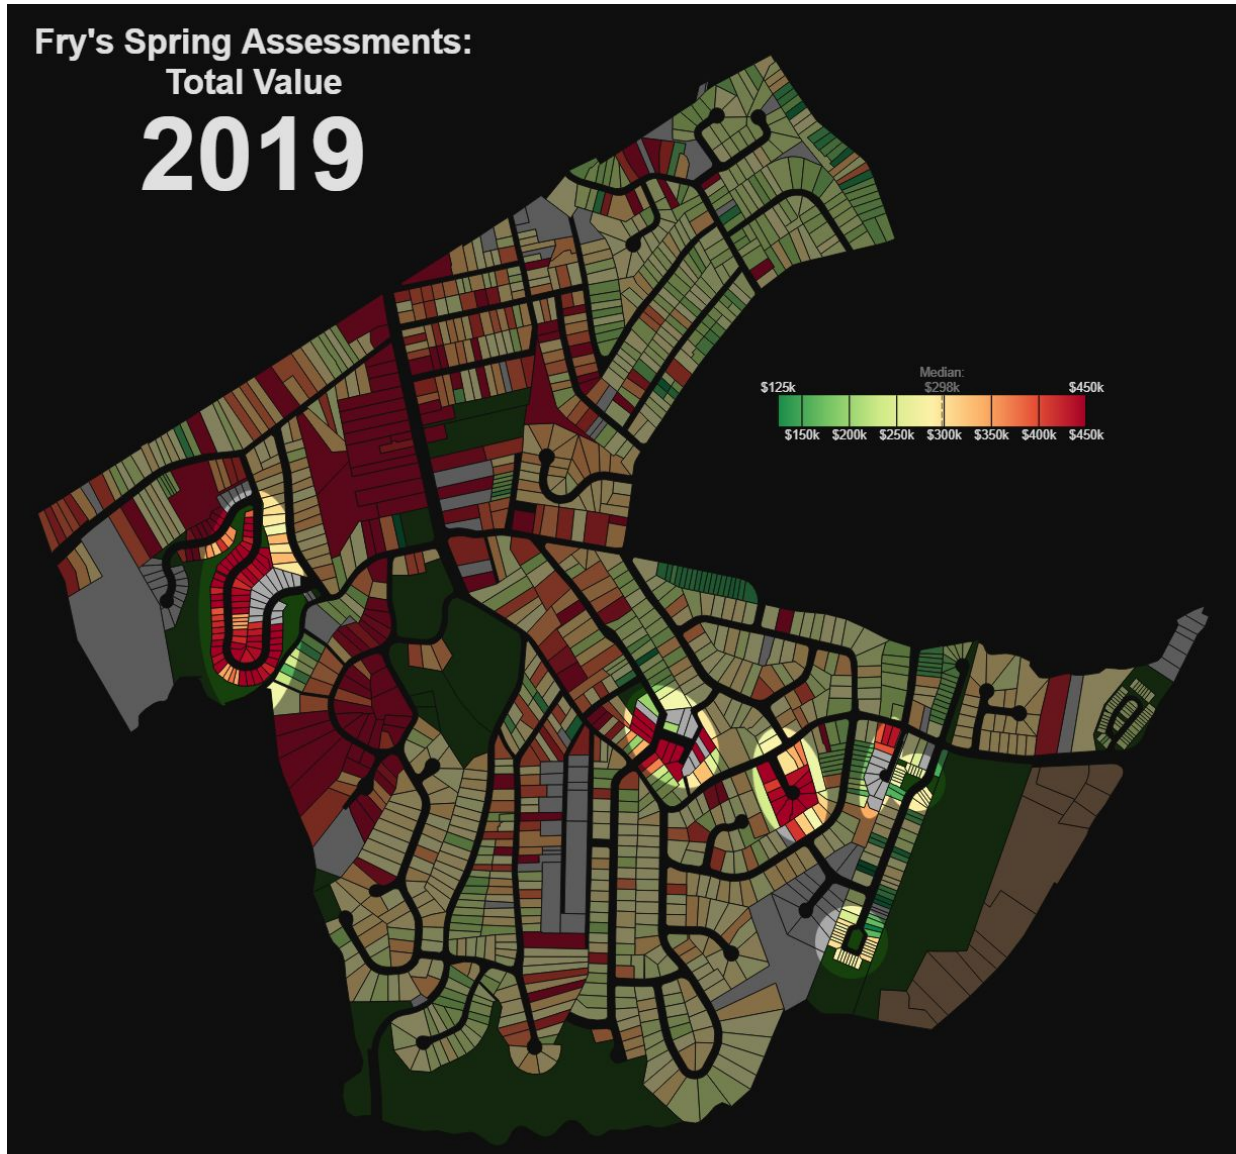 Fry's Spring Assessments:
Total Value
2019
Median:
$125k $298k $450k
$150k $200k $250k $300k $350k $400k $450k